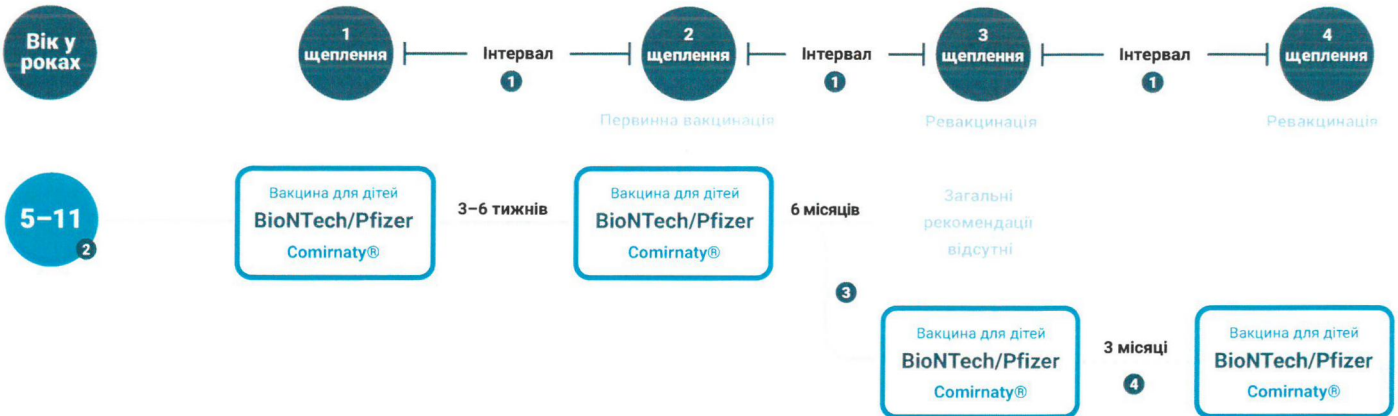 Вік у
роках
1
щеплення
Інтервал
1
2
щеплення
Інтервал
1
3
щеплення
Інтервал
1
4
щеплення
Первинна вакцинація
Ревакцинація
Ревакцинація
5–11
2
Вакцина для дітей
BioNTech/Pfizer
Comirnaty®
3–6 тижнів
Вакцина для дітей
BioNTech/Pfizer
Comirnaty®
6 місяців
Загальні
рекомендації
відсутні
3
Вакцина для дітей
BioNTech/Pfizer
Comirnaty®
3 місяці
4
Вакцина для дітей
BioNTech/Pfizer
Comirnaty®